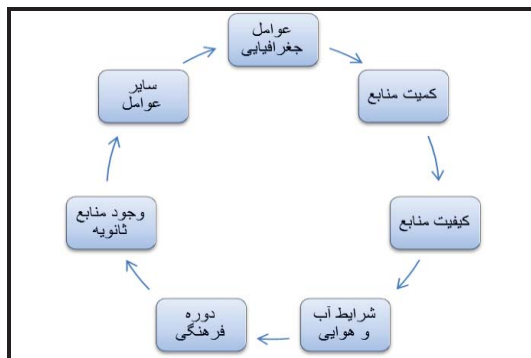 عوامل
جغرافیایی
کمیت منابع
کیفیت منابع
شرایط آب
و هوایی
دوره
فرهنگی
وجود منابع
ثانویه
سایر
عوامل